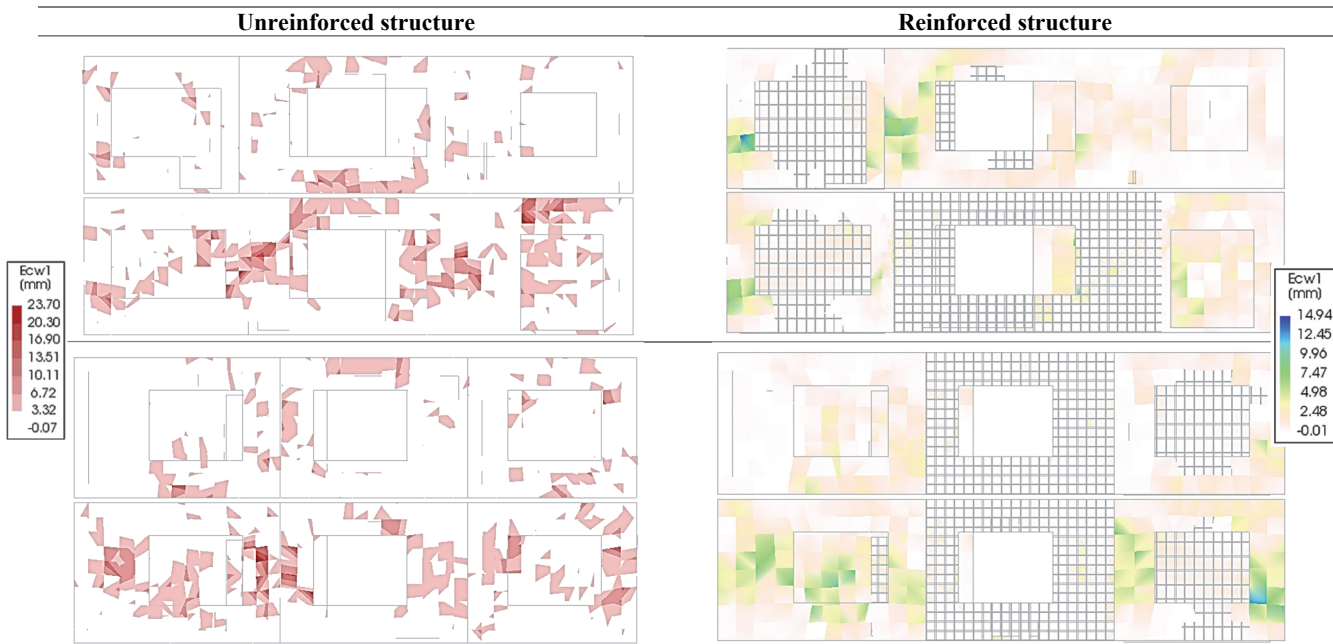 Unreinforced structure
Reinforced structure
Ecw1
(mm)
23.70
20.30
16.90
13.51
10.11
6.72
3.32
-0.07
Ecw1
(mm)
14.94
12.45
9.96
7.47
4.98
2.48
-0.01